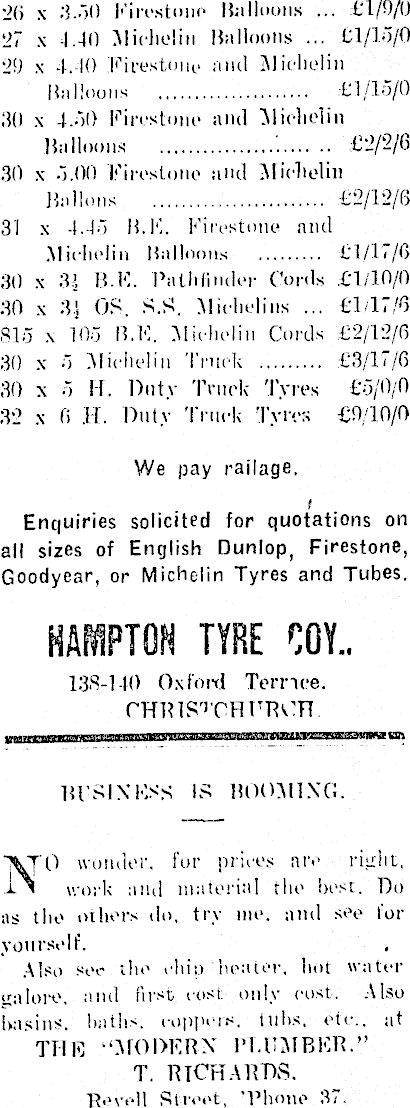 26 x 3.50 Firestone Balloons ... £1/9/0
27 x 4.40 Michelin Balloons ... £1/15/0
29 x 4.40 Firestone and Michelin
Balloons .................... £1/15/0
30 x 4.50 Firestone and Michelin
Balloons .................... £2/2/6
30 x 5.00 Firestone and Michelin
Ballons ..................... £2/12/6
31 x 4.45 B.E. Firestone and
Michelin Balloons ......... £1/17/6
30 x 3½ B.E. Pathfinder Cords £1/10/0
30 x 3½ OS. S.S. Michelins ... £1/17/6
815 x 105 B.E. Michelin Cords £2/12/6
30 x 5 Michelin Truck ......... £3/17/6
30 x 5 H. Duty Truck Tyres £5/0/0
32 x 6 H. Duty Truck Tyres £9/10/0
We pay railage.
Enquiries solicited for quotations on
all sizes of English Dunlop, Firestone,
Goodyear, or Michelin Tyres and Tubes.
HAMPTON TYRE COY.,
138-140 Oxford Terrace.
CHRISTCHURCH
BUSINESS IS BOOMING.
NO wonder, for prices are right,
work and material the best. Do
as the others do, try me, and see for
yourself.
Also see the chip heater, hot water
galore, and first cost only cost. Also
basins, baths, coppers, tubs, etc., at
THE "MODERN PLUMBER."
T. RICHARDS.
Revell Street, 'Phone 37.